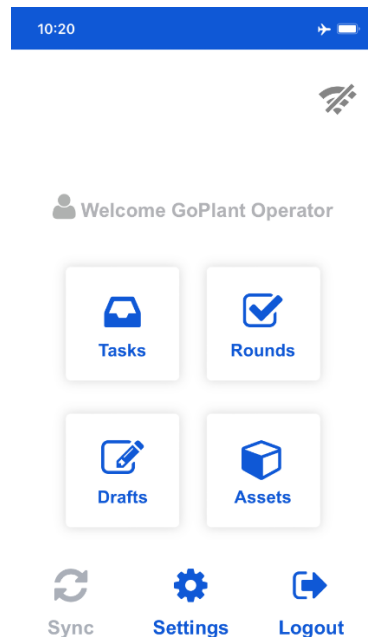 10:20
Welcome GoPlant Operator
Tasks Rounds
Drafts Assets
Sync Settings Logout